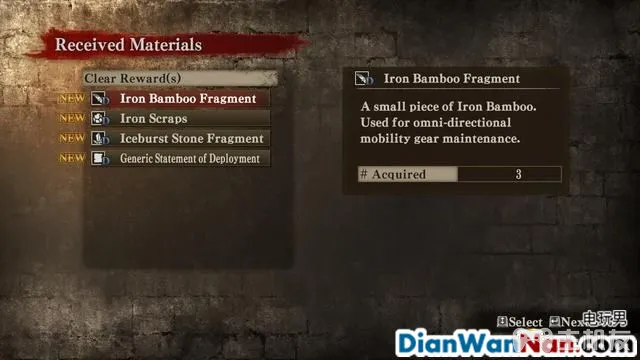 Received Materials
Clear Reward(s)
NEW Iron Bamboo Fragment
NEW Iron Scraps
NEW Iceburst Stone Fragment
NEW Generic Statement of Deployment
Iron Bamboo Fragment
A small piece of Iron Bamboo.
Used for omni-directional
mobility gear maintenance.
# Acquired 3
Select Next
电玩男
DianWanNan.com